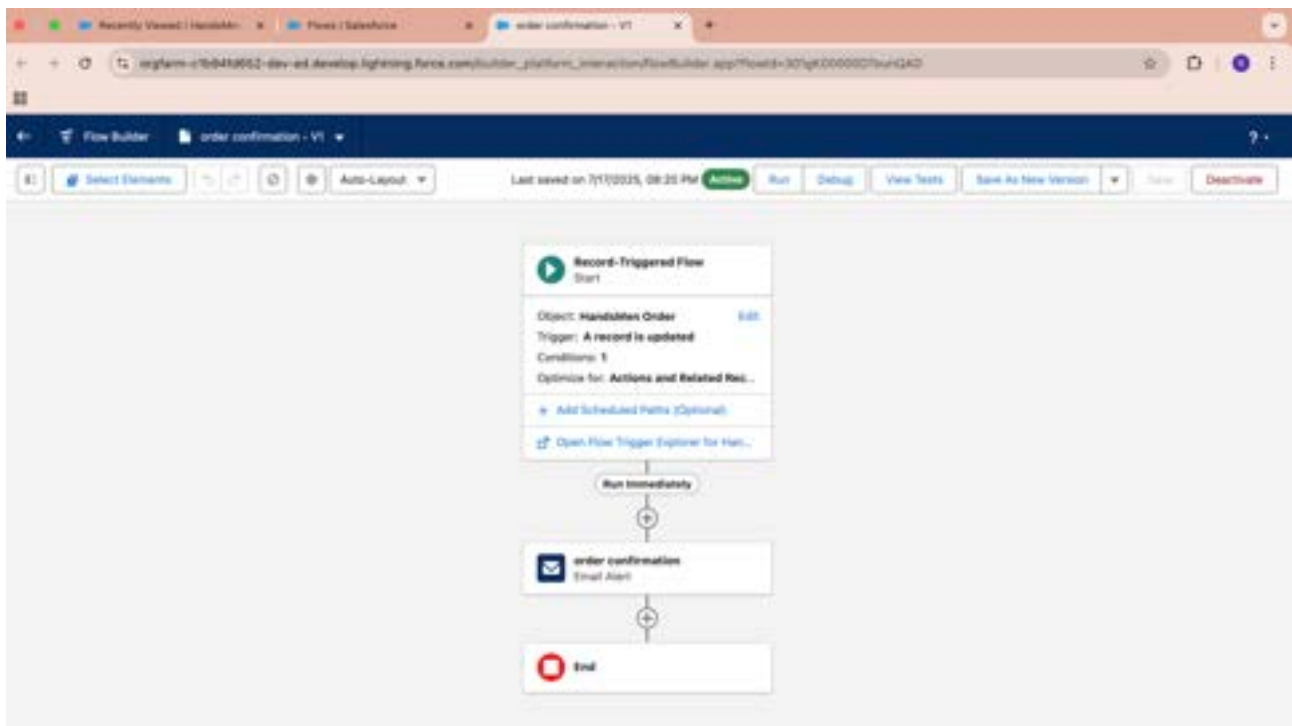 Recently Viewed | HandsMen
Flows | Salesforce
order confirmation - V1
Flow Builder
order confirmation - V1
Select Elements
Auto-Layout
Last saved on 7/17/2025, 08:25 PM
Active
Run
Debug
View Tests
Save As New Version
Save
Deactivate
Record-Triggered Flow
Start
Object: HandsMen Order
Edit
Trigger: A record is updated
Conditions: 1
Optimize for: Actions and Related Rec...
+ Add Scheduled Paths (Optional)
Open Flow Trigger Explorer for Han...
Run Immediately
order confirmation
Email Alert
End